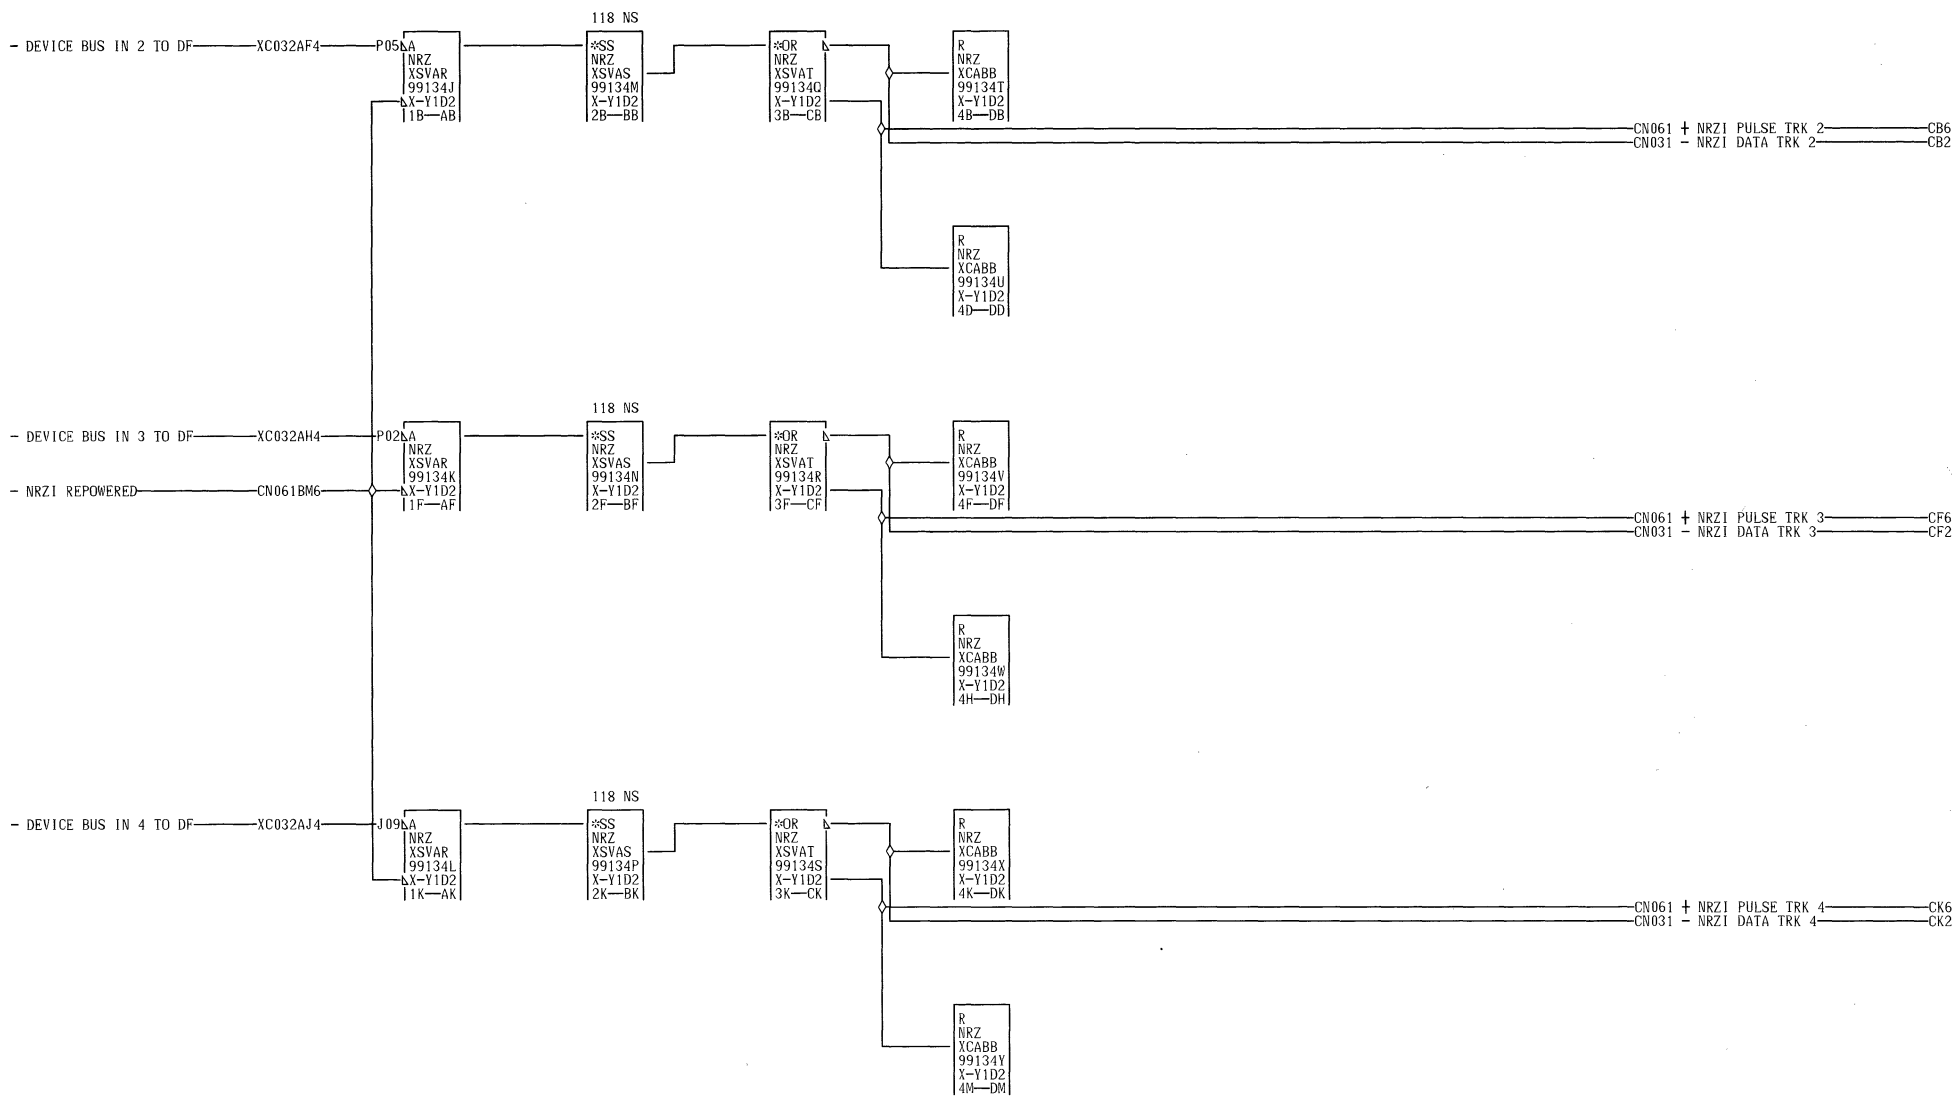 118 NS
- DEVICE BUS IN 2 TO DF XC032AF4 P05
A
NRZ
XSVAR
99134J
X-Y1D2
1B AB
*SS
NRZ
XSVAS
99134M
X-Y1D2
2B BB
*OR
NRZ
XSVAT
99134Q
X-Y1D2
3B CB
R
NRZ
XCABB
99134T
X-Y1D2
4B DB
CN061 + NRZI PULSE TRK 2 CB6
CN031 - NRZI DATA TRK 2 CB2
R
NRZ
XCABB
99134U
X-Y1D2
4D DD
118 NS
- DEVICE BUS IN 3 TO DF XC032AH4 P02
- NRZI REPOWERED CN061BM6
A
NRZ
XSVAR
99134K
X-Y1D2
1F AF
*SS
NRZ
XSVAS
99134N
X-Y1D2
2F BF
*OR
NRZ
XSVAT
99134R
X-Y1D2
3F CF
R
NRZ
XCABB
99134V
X-Y1D2
4F DF
CN061 + NRZI PULSE TRK 3 CF6
CN031 - NRZI DATA TRK 3 CF2
R
NRZ
XCABB
99134W
X-Y1D2
4H DH
118 NS
- DEVICE BUS IN 4 TO DF XC032AJ4 J09
A
NRZ
XSVAR
99134L
X-Y1D2
1K AK
*SS
NRZ
XSVAS
99134P
X-Y1D2
2K BK
*OR
NRZ
XSVAT
99134S
X-Y1D2
3K CK
R
NRZ
XCABB
99134X
X-Y1D2
4K DK
CN061 + NRZI PULSE TRK 4 CK6
CN031 - NRZI DATA TRK 4 CK2
R
NRZ
XCABB
99134Y
X-Y1D2
4M DM